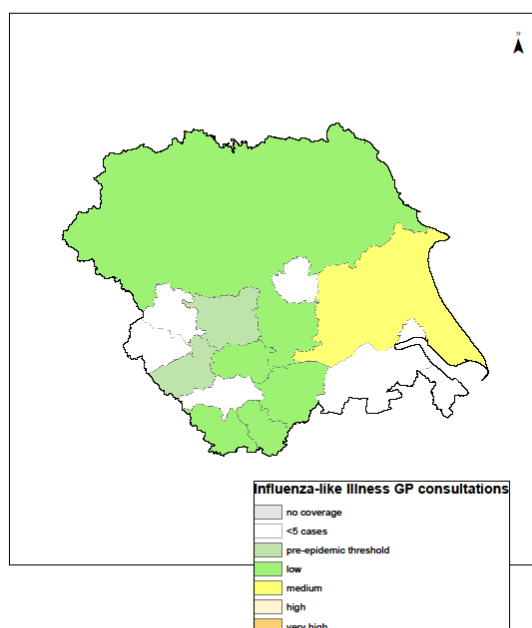 N
Influenza-like Illness GP consultations
no coverage
<5 cases
pre-epidemic threshold
low
medium
high
very high